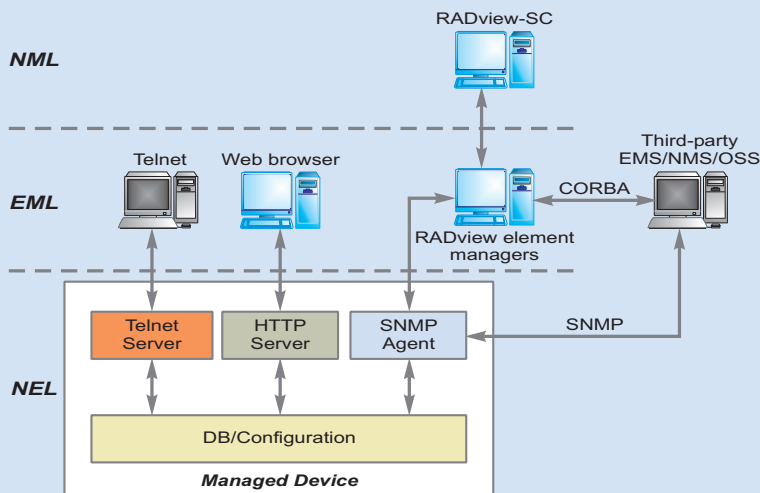 RADview-SC
NML
Telnet
Web browser
Third-party
EMS/NMS/OSS
CORBA
EML
RADview element
managers
Telnet
Server
HTTP
Server
SNMP
Agent
SNMP
NEL
DB/Configuration
Managed Device